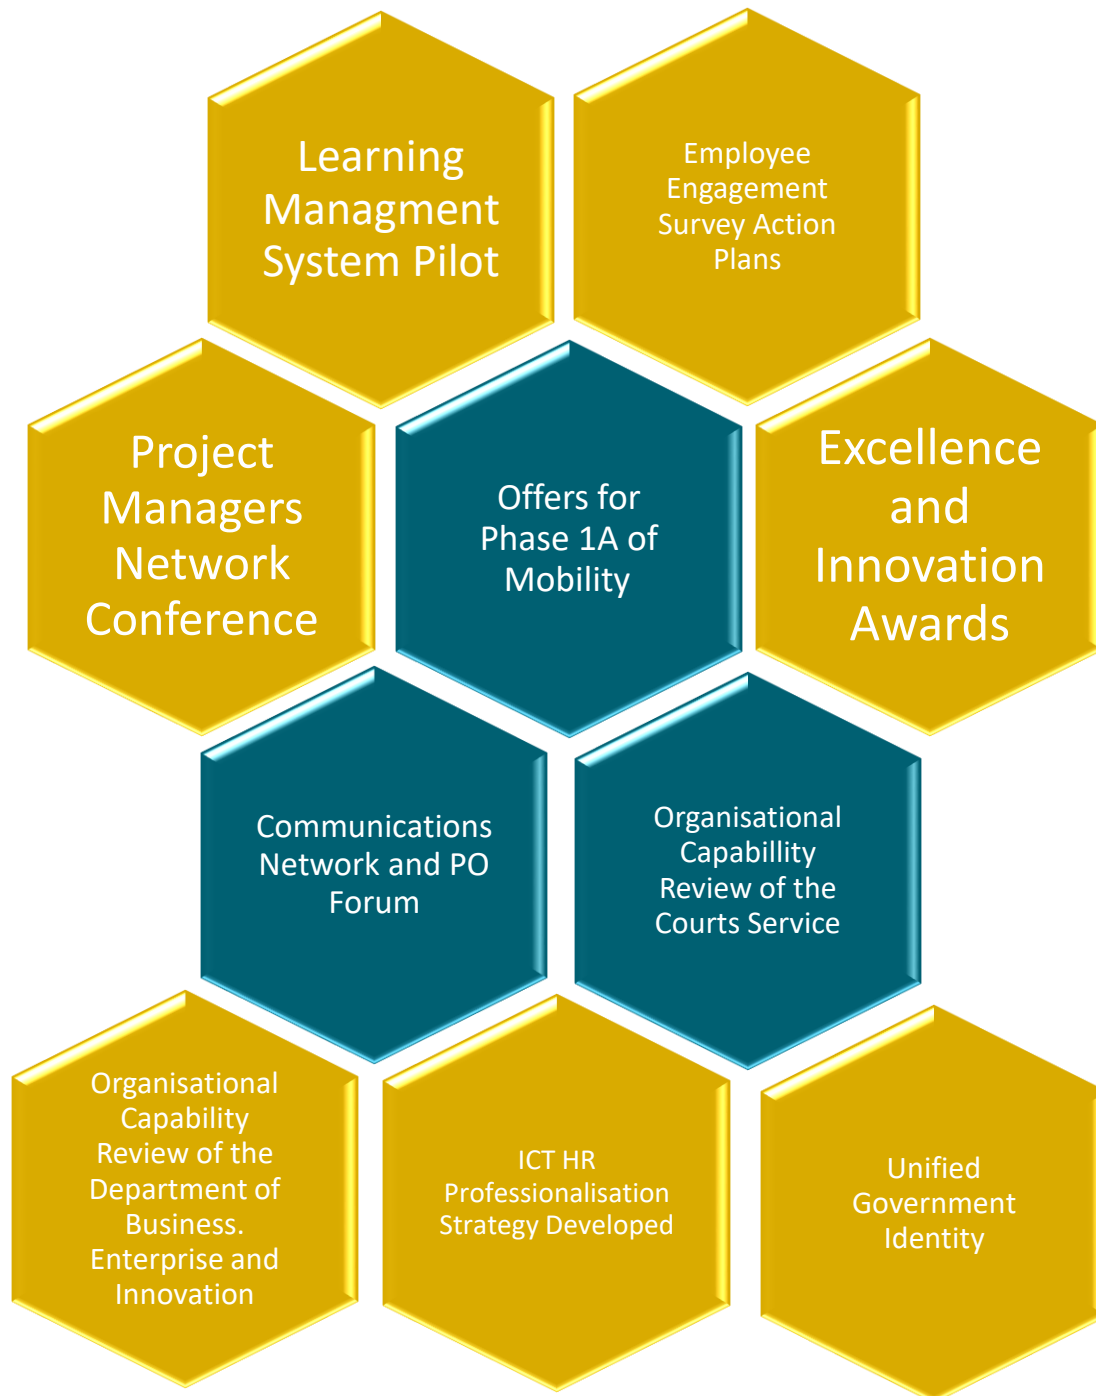 Learning
Managment
System Pilot
Employee
Engagement
Survey Action
Plans
Project
Managers
Network
Conference
Offers for
Phase 1A of
Mobility
Excellence
and
Innovation
Awards
Communications
Network and PO
Forum
Organisational
Capabillity
Review of the
Courts Service
Organisational
Capability
Review of the
Department of
Business.
Enterprise and
Innovation
ICT HR
Professionalisation
Strategy Developed
Unified
Government
Identity